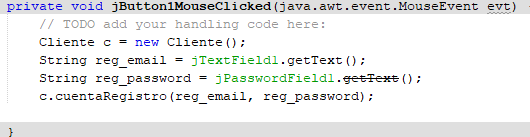 private void jButton1MouseClicked(java.awt.event.MouseEvent evt) {
// TODO add your handling code here:
Cliente c = new Cliente();
String reg_email = jTextField1.getText();
String reg_password = jPasswordField1.getText();
c.cuentaRegistro(reg_email, reg_password);
}